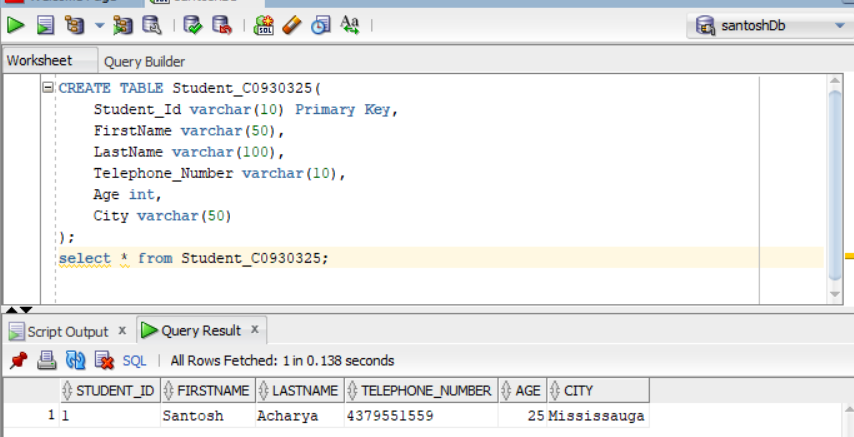 santoshDb
Worksheet Query Builder
CREATE TABLE Student_C0930325(
Student_Id varchar(10) Primary Key,
FirstName varchar(50),
LastName varchar(100),
Telephone_Number varchar(10),
Age int,
City varchar(50)
);
select * from Student_C0930325;
Script Output x Query Result x
SQL | All Rows Fetched: 1 in 0.138 seconds
STUDENT_ID FIRSTNAME LASTNAME TELEPHONE_NUMBER AGE CITY
1 1 Santosh Acharya 4379551559 25 Mississauga